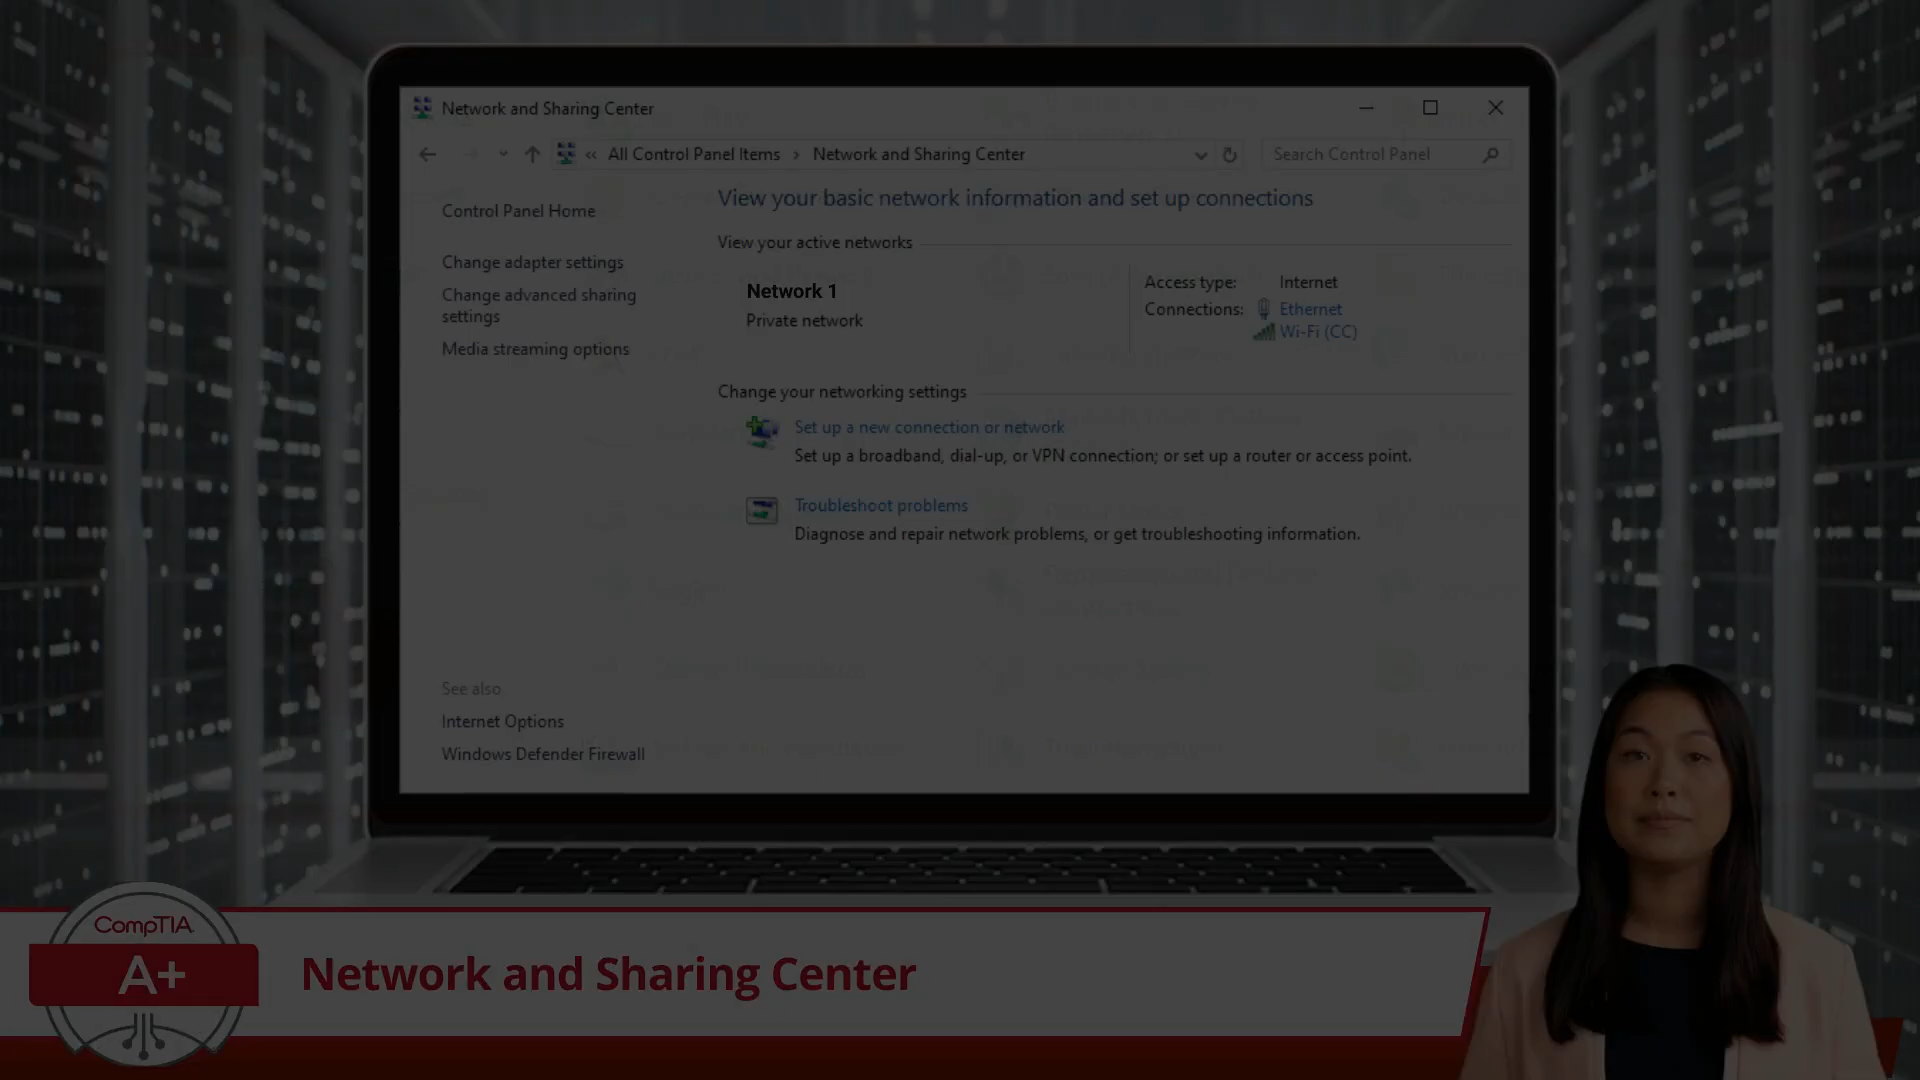 Network and Sharing Center
« All Control Panel Items › Network and Sharing Center
Search Control Panel
Control Panel Home
Change adapter settings
Change advanced sharing
settings
Media streaming options
See also
Internet Options
Windows Defender Firewall
View your basic network information and set up connections
View your active networks
Network 1
Private network
Access type:
Internet
Connections:
Ethernet
Wi-Fi (CC)
Change your networking settings
Set up a new connection or network
Set up a broadband, dial-up, or VPN connection; or set up a router or access point.
Troubleshoot problems
Diagnose and repair network problems, or get troubleshooting information.
CompTIA
A+
Network and Sharing Center